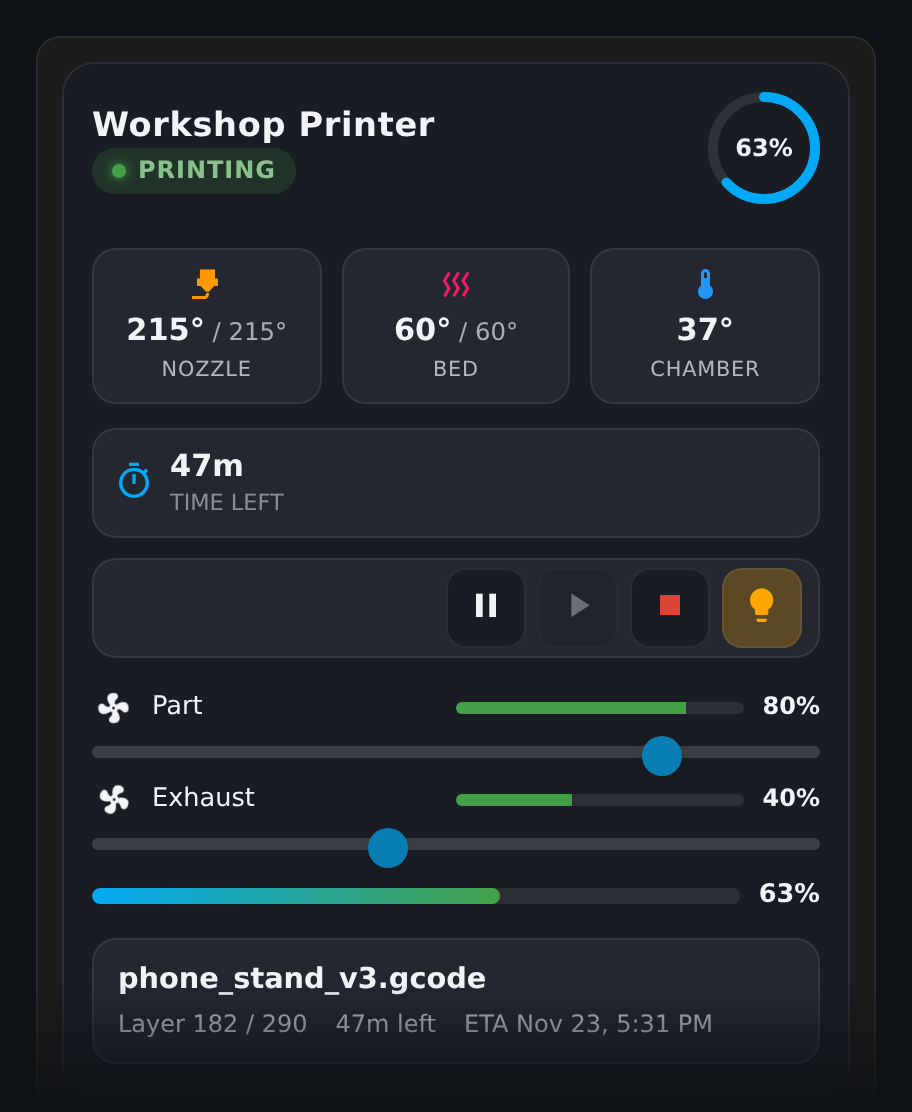 Workshop Printer
63%
PRINTING
215° / 215°
NOZZLE
60° / 60°
BED
37°
CHAMBER
47m
TIME LEFT
Part
80%
Exhaust
40%
63%
phone_stand_v3.gcode
Layer 182 / 290 47m left ETA Nov 23, 5:31 PM